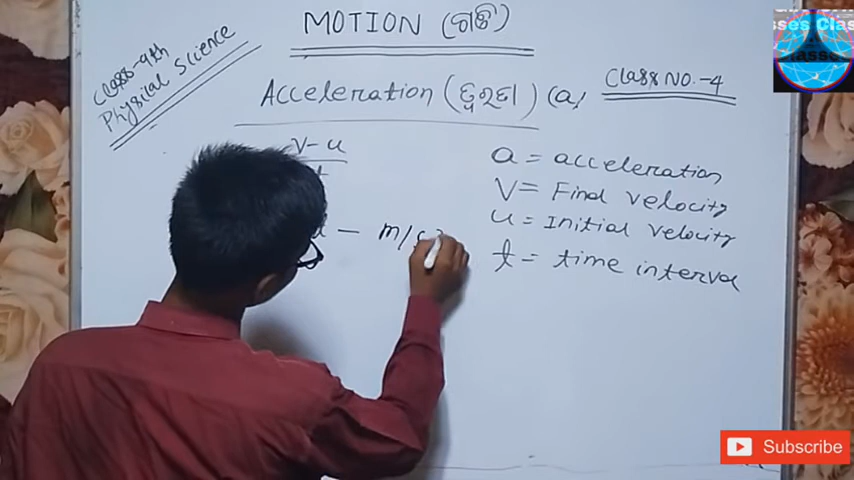 MOTION (ଗତି)
Class-9th
Physical Science
Acceleration (ତ୍ୱରଣ) (a)
Class NO.-4
v-u
t
a = acceleration
V = Final velocity
u = Initial velocity
t = time interval
— m/s2
Subscribe